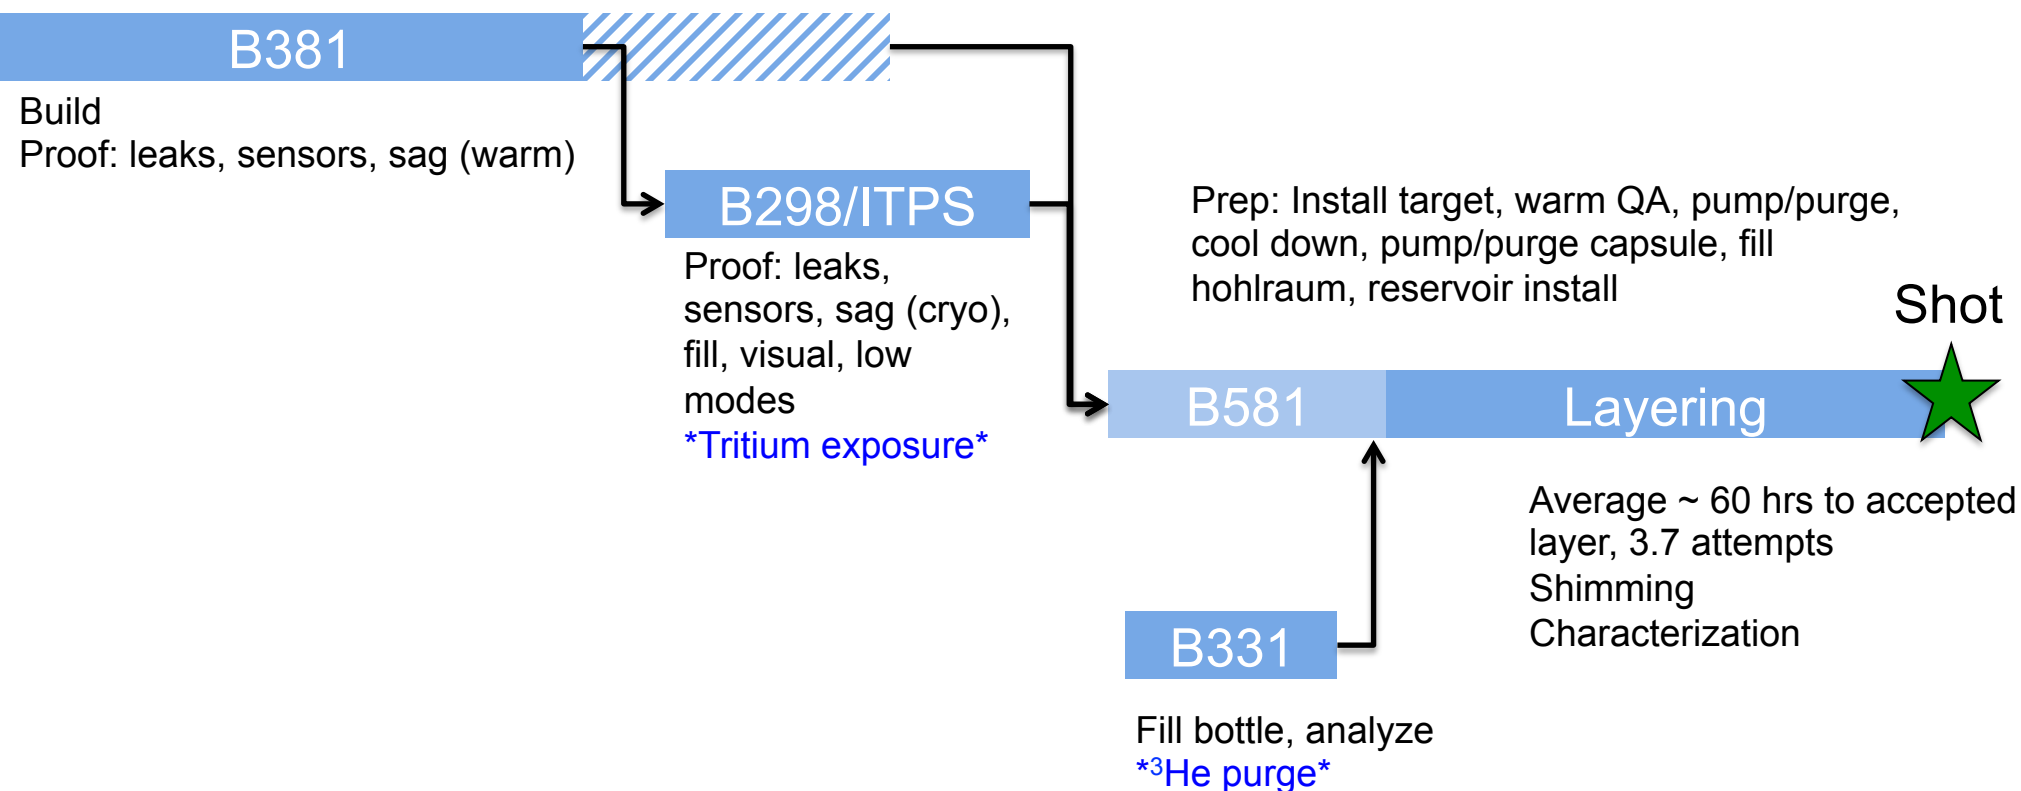 B381
Build
Proof: leaks, sensors, sag (warm)
B298/ITPS
Proof: leaks,
sensors, sag (cryo),
fill, visual, low
modes
*Tritium exposure*
Prep: Install target, warm QA, pump/purge,
cool down, pump/purge capsule, fill
hohlraum, reservoir install
Shot
B581
Layering
Average ~ 60 hrs to accepted
layer, 3.7 attempts
Shimming
Characterization
B331
Fill bottle, analyze
*³He purge*